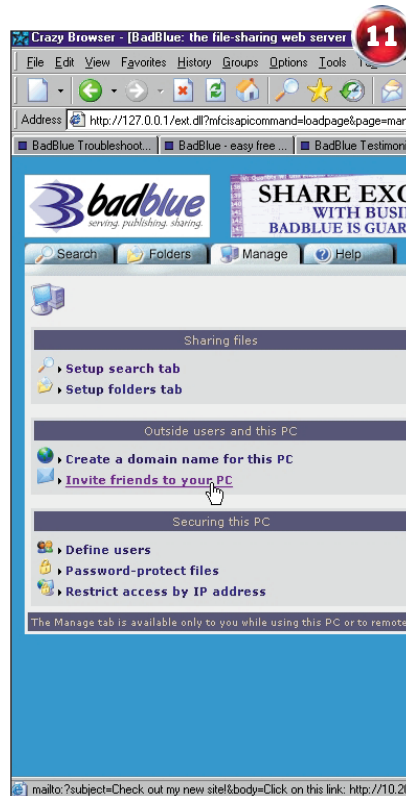 Crazy Browser - [BadBlue: the file-sharing web server
11
File Edit View Favorites History Groups Options Tools
Address http://127.0.0.1/ext.dll?mfcisapicommand=loadpage&page=mar
BadBlue Troubleshoot... BadBlue - easy free ... BadBlue Testimoni
badblue
serving. publishing. sharing.
SHARE EXC
WITH BUSI
BADBLUE IS GUAR
Search Folders Manage Help
Sharing files
Setup search tab
Setup folders tab
Outside users and this PC
Create a domain name for this PC
Invite friends to your PC
Securing this PC
Define users
Password-protect files
Restrict access by IP address
The Manage tab is available only to you while using this PC or to remote
mailto:?subject=Check out my new site!&body=Click on this link: http://10.20